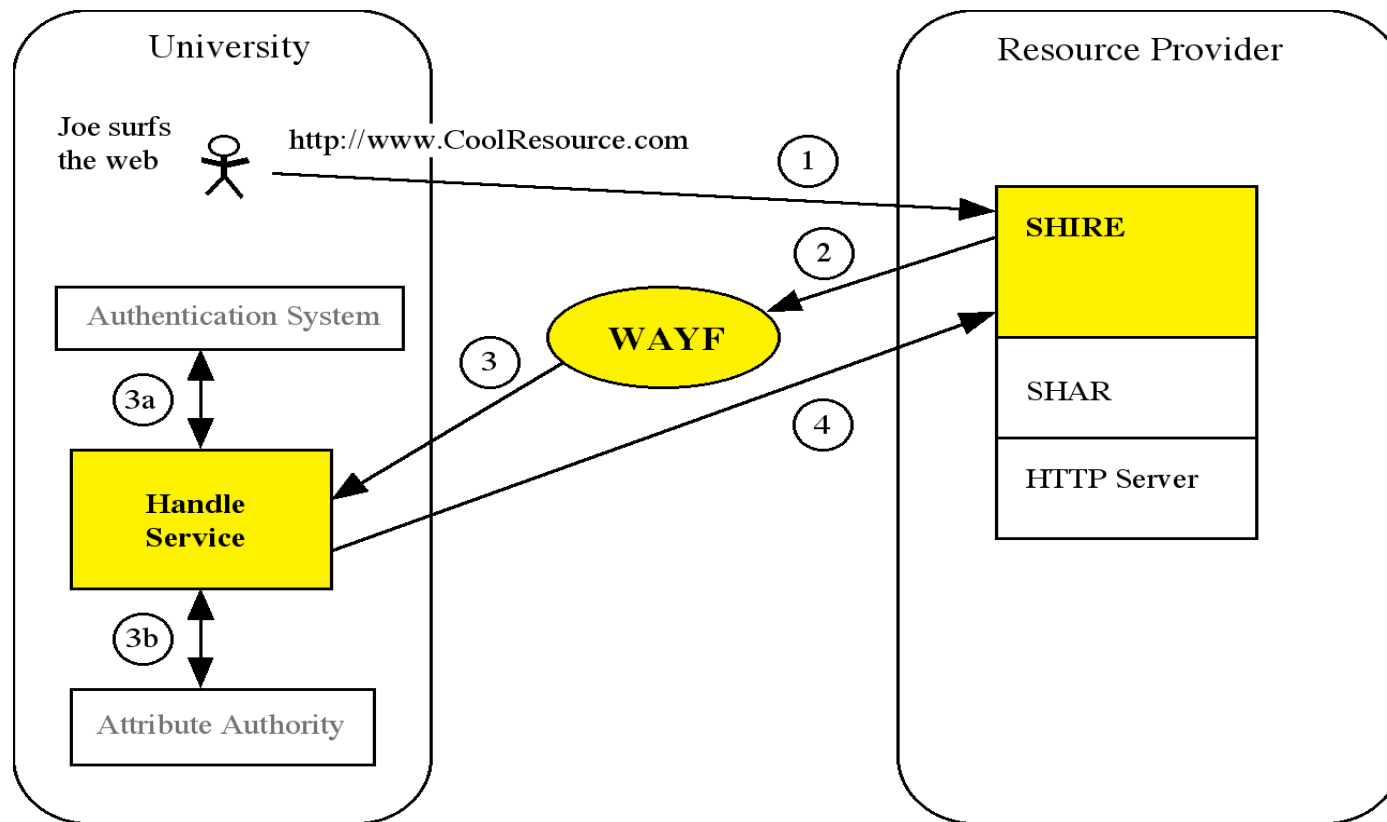 University
Resource Provider
Joe surfs
the web
http://www.CoolResource.com
1
SHIRE
2
Authentication System
WAYF
3
3a
SHAR
4
HTTP Server
Handle
Service
3b
Attribute Authority